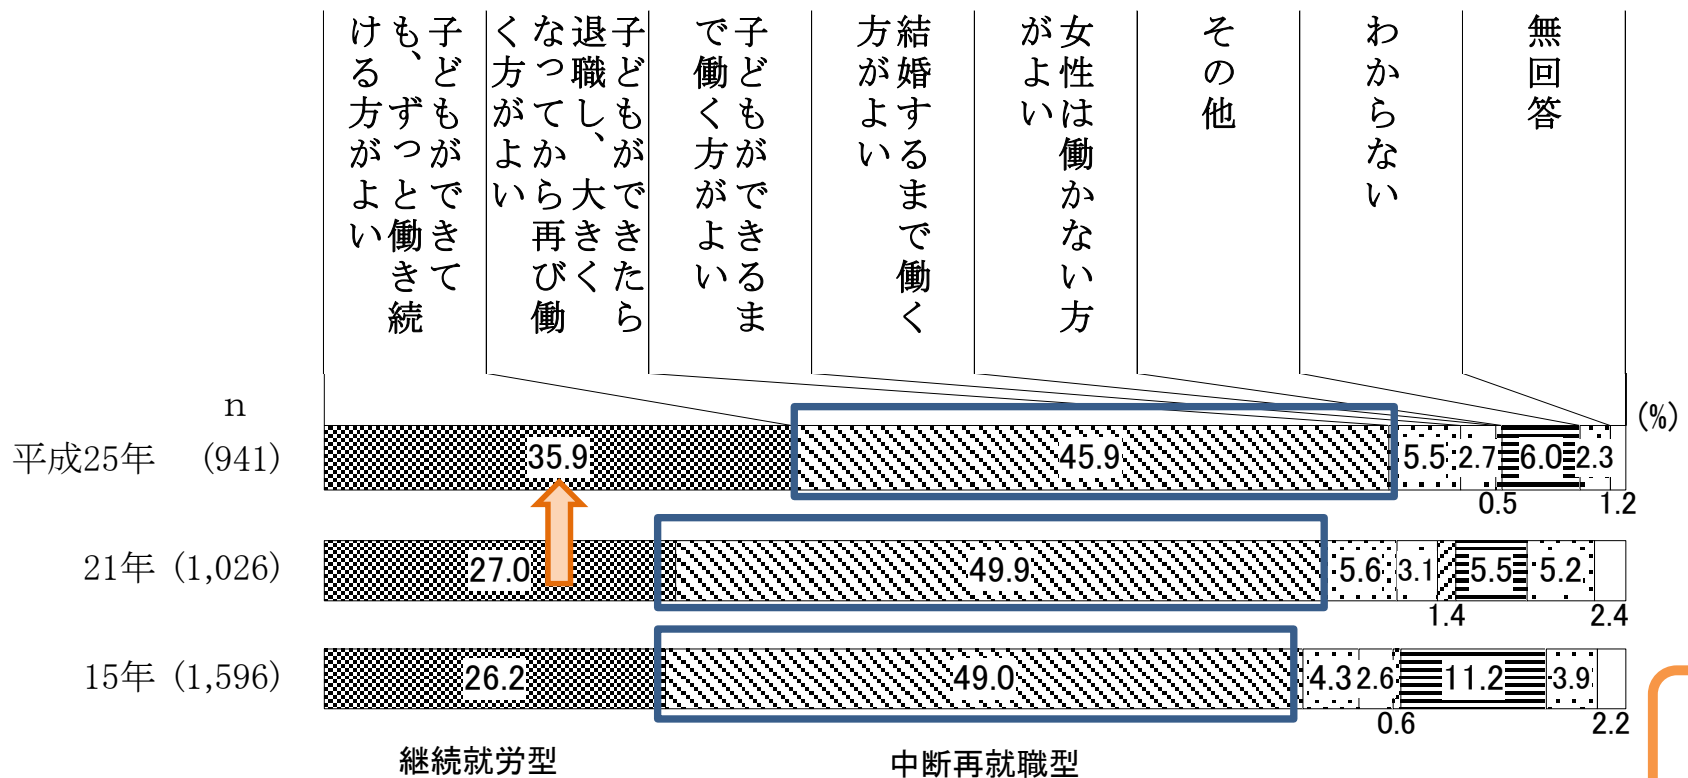 子どもができて
も、ずっと働き続
ける方がよい
子どもができたら
退職し、大きく
なってから再び働
く方がよい
子どもができるま
で働く方がよい
結婚するまで働く
方がよい
女性は働かない方
がよい
その他
わからない
無回答
n
(%)
平成25年 (941) 35.9 45.9 5.5 2.7 0.5 6.0 2.3 1.2
21年 (1,026) 27.0 49.9 5.6 3.1 1.4 5.5 5.2 2.4
15年 (1,596) 26.2 49.0 4.3 2.6 0.6 11.2 3.9 2.2
継続就労型 中断再就職型